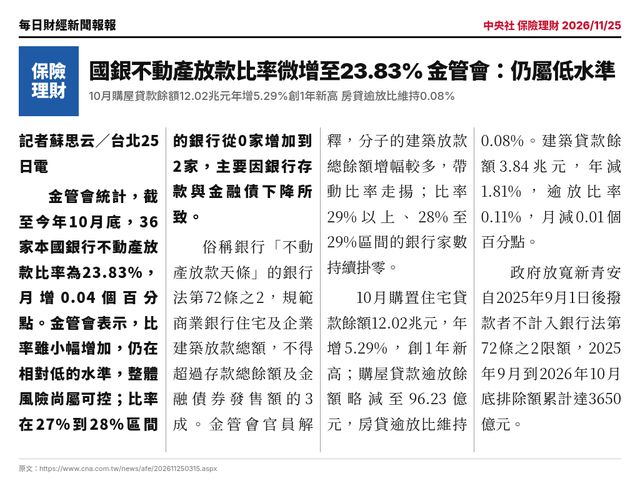 每日財經新聞報報
中央社 保險理財 2026/11/25
保險
理財
國銀不動產放款比率微增至23.83% 金管會：仍屬低水準
10月購屋貸款餘額12.02兆元年增5.29%創1年新高 房貸逾放比維持0.08%
記者蘇思云／台北25
日電
金管會統計，截
至今年10月底，36
家本國銀行不動產放
款比率為23.83%，
月增0.04個百分
點。金管會表示，比
率雖小幅增加，仍在
相對低的水準，整體
風險尚屬可控；比率
在27%到28%區間
的銀行從0家增加到
2家，主要因銀行存
款與金融債下降所
致。
俗稱銀行「不動
產放款天條」的銀行
法第72條之2，規範
商業銀行住宅及企業
建築放款總額，不得
超過存款總餘額及金
融債券發售額的3
成。金管會官員解
釋，分子的建築放款
總餘額增幅較多，帶
動比率走揚；比率
29%以上、28%至
29%區間的銀行家數
持續掛零。
10月購置住宅貸
款餘額12.02兆元，年
增5.29%，創1年新
高；購屋貸款逾放餘
額略減至96.23億
元，房貸逾放比維持
0.08%。建築貸款餘
額3.84兆元，年減
1.81%，逾放比率
0.11%，月減0.01個
百分點。
政府放寬新青安
自2025年9月1日後撥
款者不計入銀行法第
72條之2限額，2025
年9月到2026年10月
底排除額累計達3650
億元。
原文：https://www.cna.com.tw/news/afe/202611250315.aspx